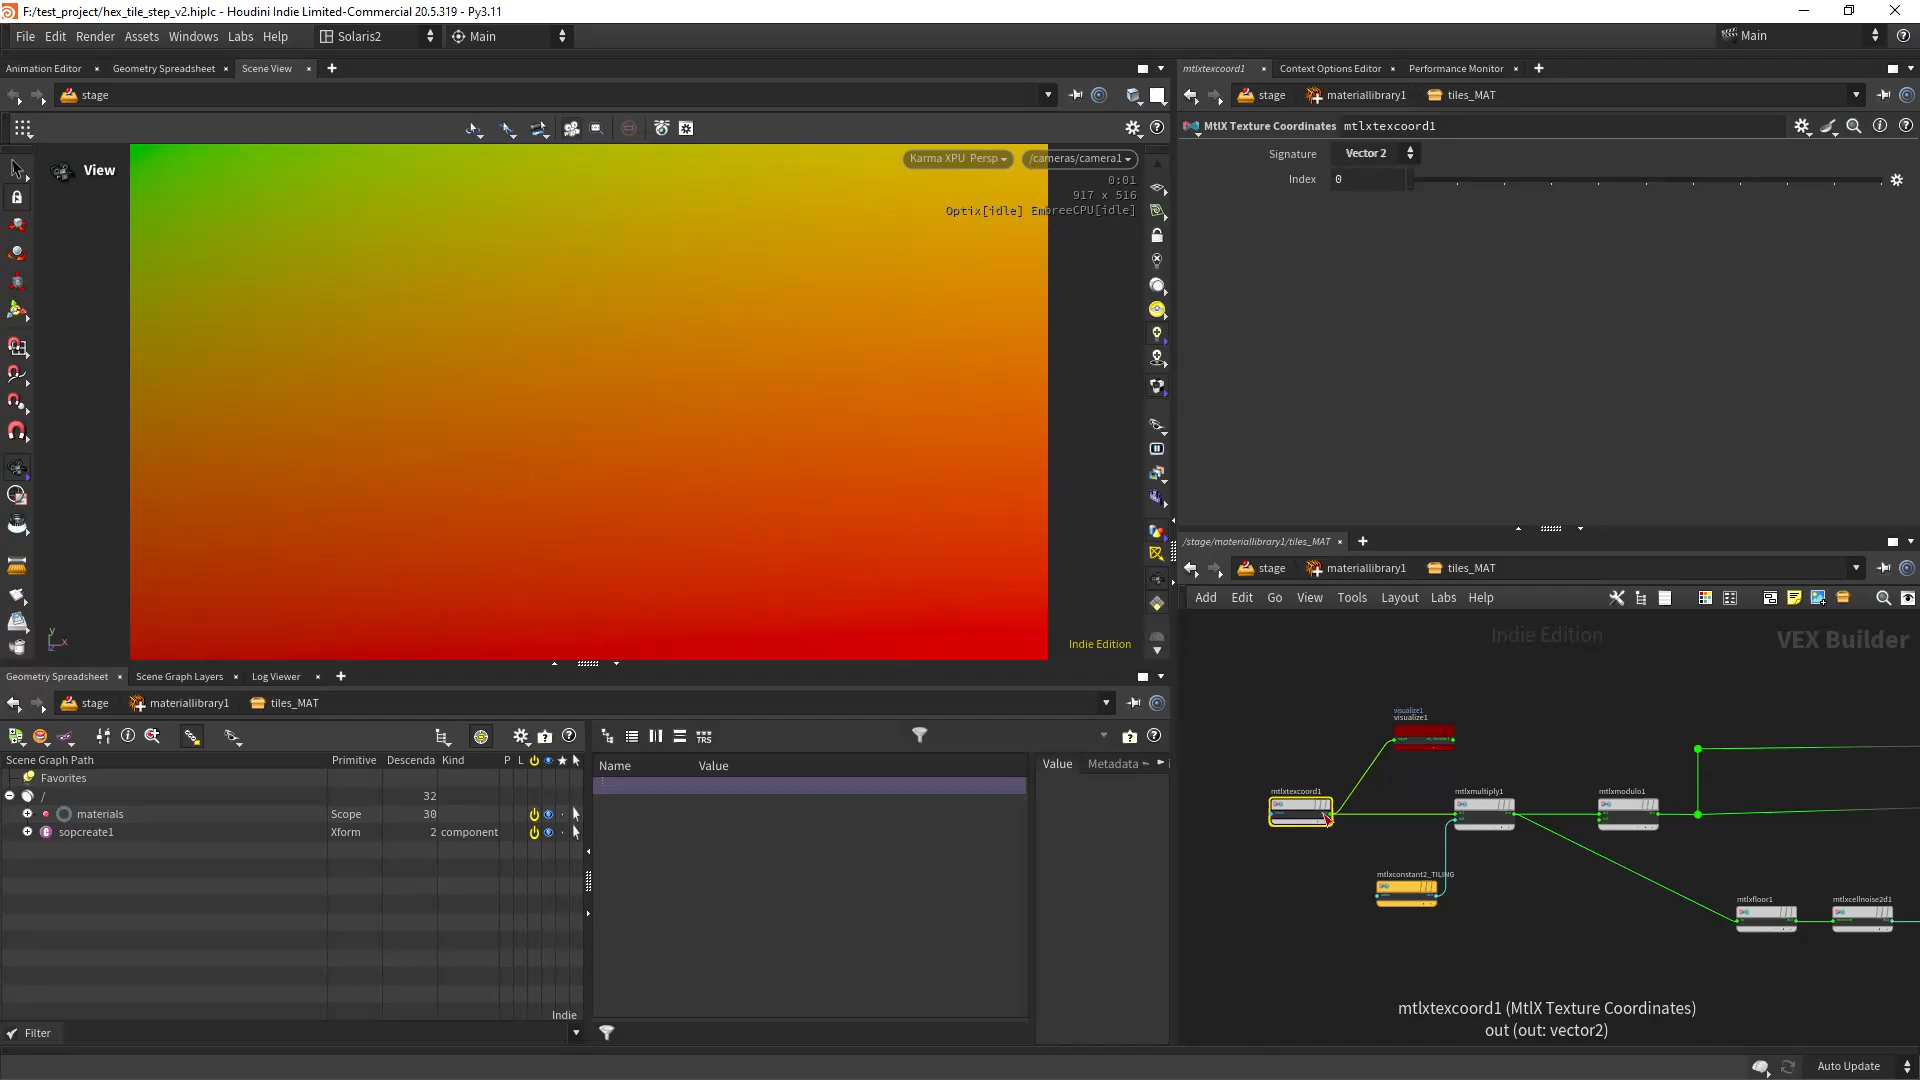 F:/test_project/hex_tile_step_v2.hiplc - Houdini Indie Limited-Commercial 20.5.319 - Py3.11
File Edit Render Assets Windows Labs Help Solaris2 Main Main
Animation Editor Geometry Spreadsheet Scene View
stage
View
Karma XPU Persp /cameras/camera1
0:01
917 x 516
Optix[idle] EmbreeCPU[idle]
y
x
z
Indie Edition
mtlxtexcoord1 Context Options Editor Performance Monitor
stage materiallibrary1 tiles_MAT
MtlX Texture Coordinates mtlxtexcoord1
Signature Vector 2
Index 0
/stage/materiallibrary1/tiles_MAT
stage materiallibrary1 tiles_MAT
Add Edit Go View Tools Layout Labs Help
Indie Edition VEX Builder
visualize1
visualize1
mtlxtexcoord1 mtlxmultiply1 mtlxmodulo1
mtlxconstant2_TILING
mtlxfloor1 mtlxcellnoise2d1
mtlxtexcoord1 (MtlX Texture Coordinates)
out (out: vector2)
Geometry Spreadsheet Scene Graph Layers Log Viewer
stage materiallibrary1 tiles_MAT
TRS
Scene Graph Path Primitive Descenda Kind P L
Favorites
/ 32
materials Scope 30
sopcreate1 Xform 2 component
Indie
Filter
Name Value
Value Metadata
Auto Update